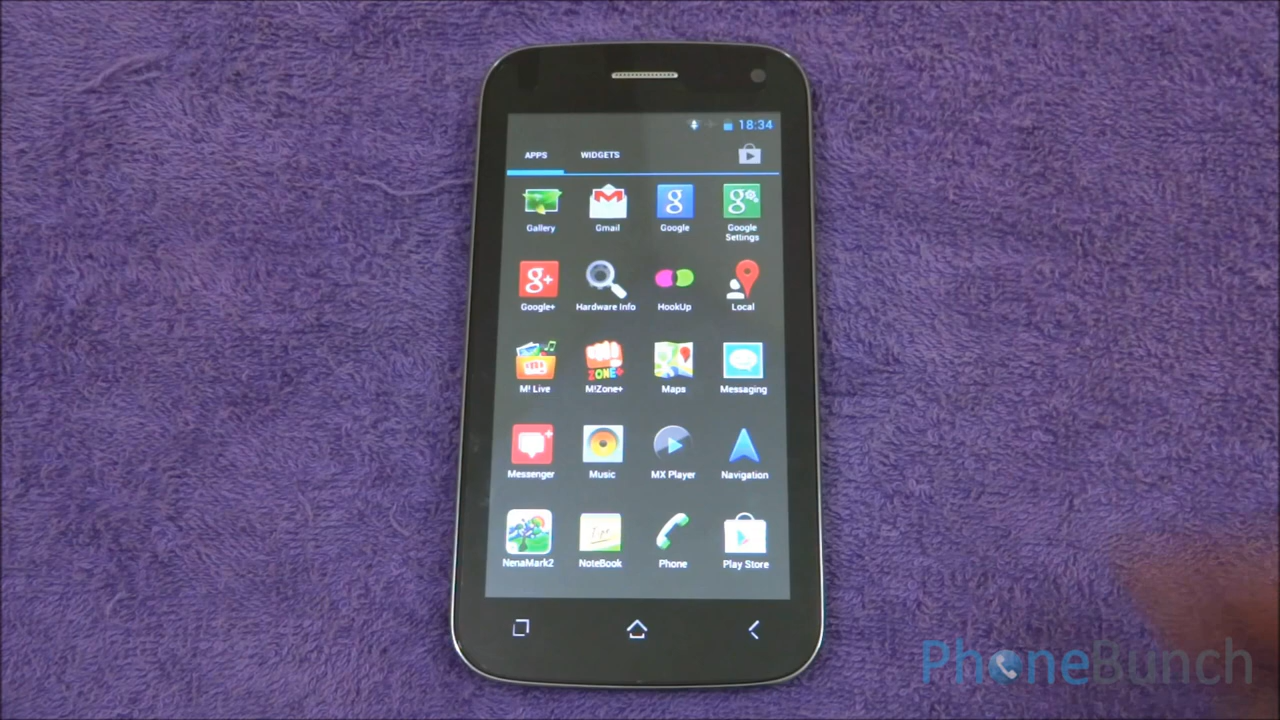 18:34
APPS WIDGETS
Gallery Gmail Google Google Settings
Google+ Hardware Info HookUp Local
M! Live M!Zone+ Maps Messaging
Messenger Music MX Player Navigation
NenaMark2 NoteBook Phone Play Store
PhoneBunch